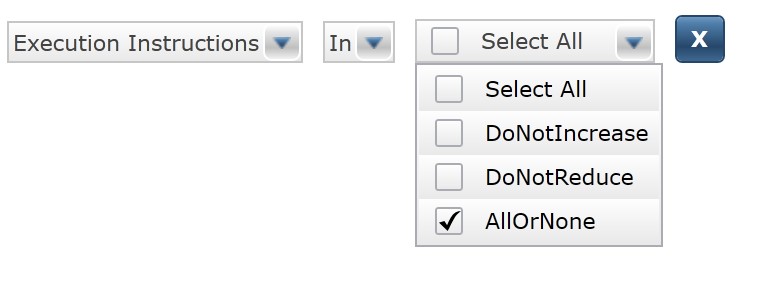 Execution Instructions In Select All x
Select All
DoNotIncrease
DoNotReduce
AllOrNone